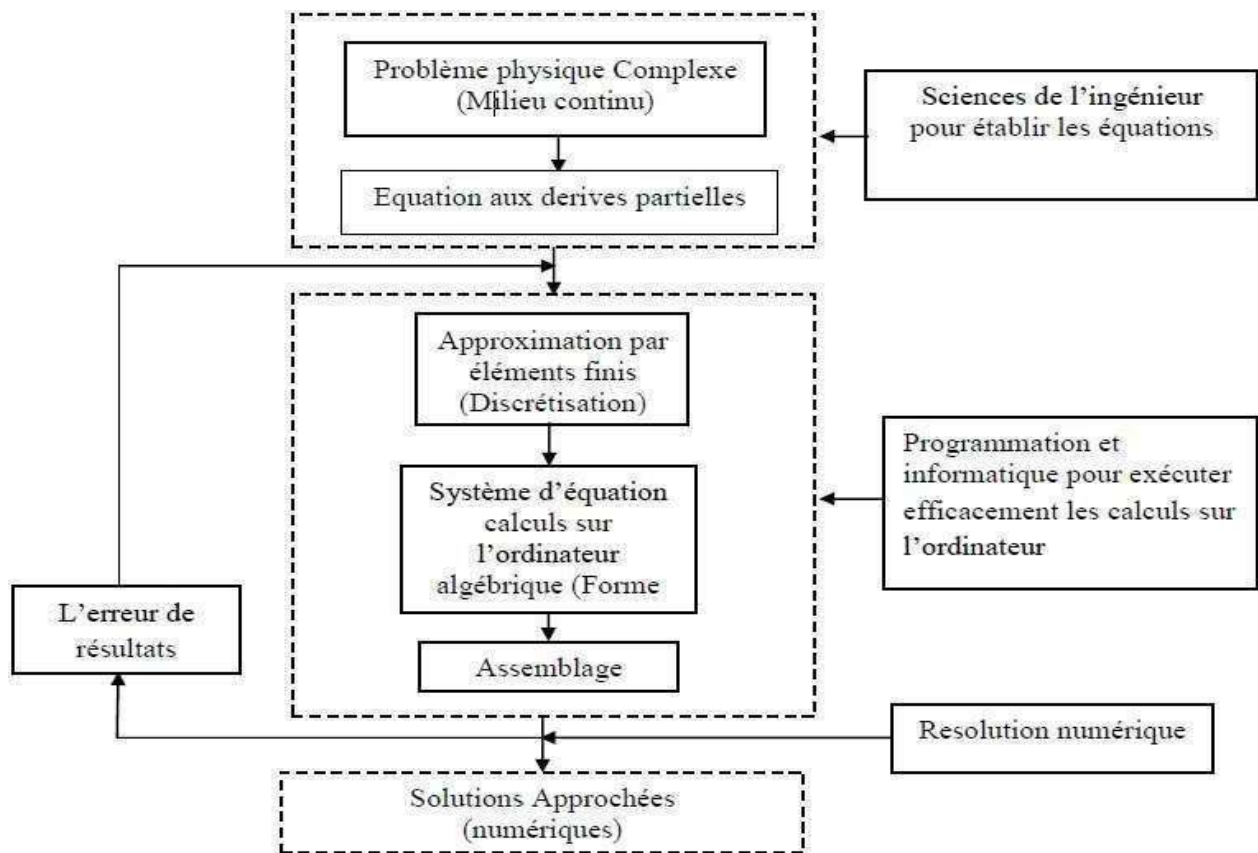 Problème physique Complexe
(Milieu continu)
Sciences de l'ingénieur
pour établir les équations
Equation aux derives partielles
Approximation par
éléments finis
(Discrétisation)
Programmation et
informatique pour exécuter
efficacement les calculs sur
l'ordinateur
Système d'équation
calculs sur
l'ordinateur
algébrique (Forme
L'erreur de
résultats
Assemblage
Resolution numérique
Solutions Approchées
(numériques)